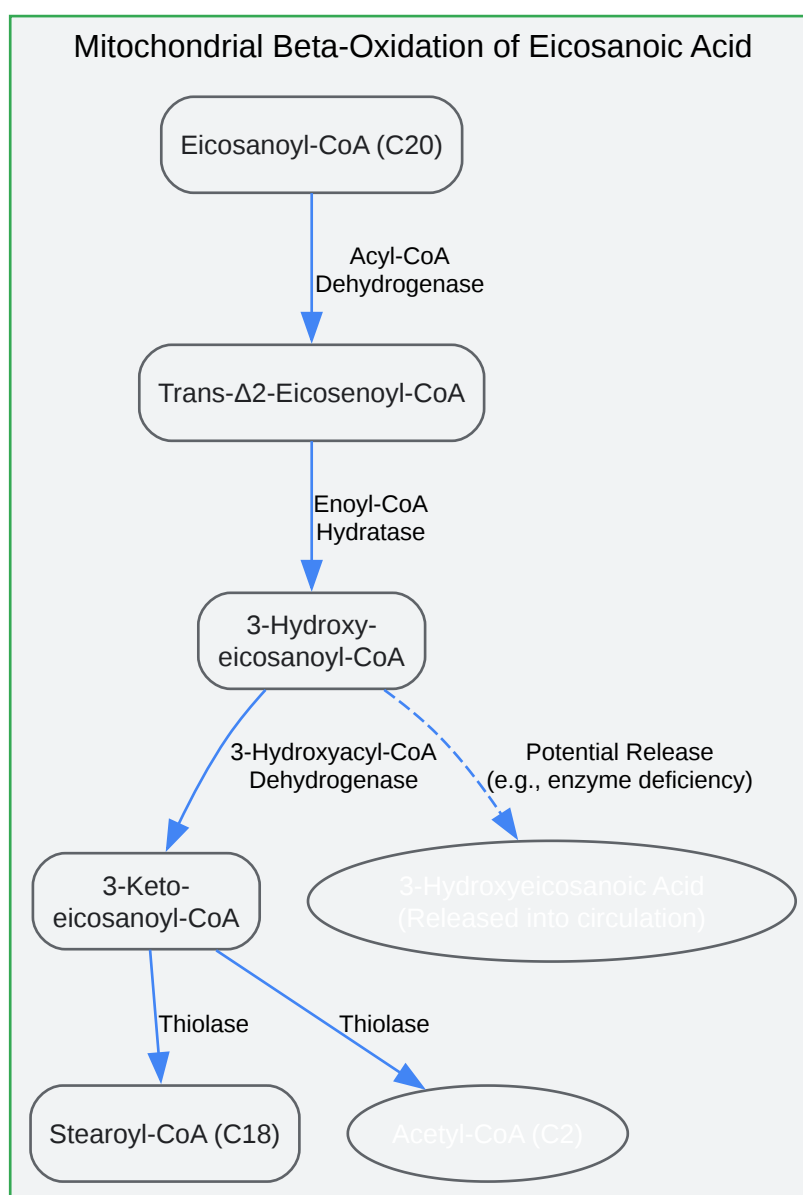 Mitochondrial Beta-Oxidation of Eicosanoic Acid
Eicosanoyl-CoA (C20)
Acyl-CoA
Dehydrogenase
Trans-Δ2-Eicosenoyl-CoA
Enoyl-CoA
Hydratase
3-Hydroxy-
eicosanoyl-CoA
3-Hydroxyacyl-CoA
Dehydrogenase
Potential Release
(e.g., enzyme deficiency)
3-Keto-
eicosanoyl-CoA
3-Hydroxyeicosanoic Acid
(Released into circulation)
Thiolase
Thiolase
Stearoyl-CoA (C18)
Acetyl-CoA (C2)